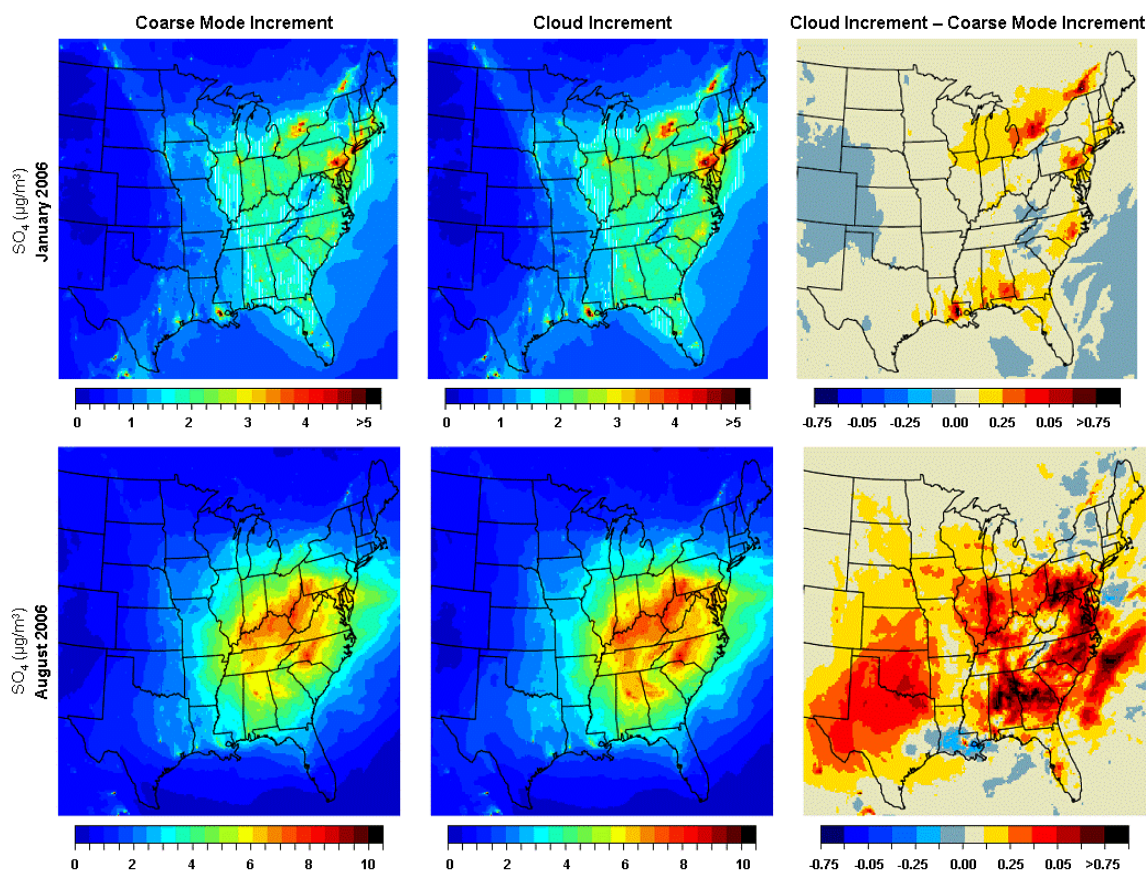 Coarse Mode Increment
Cloud Increment
Cloud Increment – Coarse Mode Increment
SO₄ (µg/m³)
January 2006
0 1 2 3 4 >5
0 1 2 3 4 >5
-0.75 -0.05 -0.25 0.00 0.25 0.05 >0.75
SO₄ (µg/m³)
August 2006
0 2 4 6 8 10
0 2 4 6 8 10
-0.75 -0.05 -0.25 0.00 0.25 0.05 >0.75